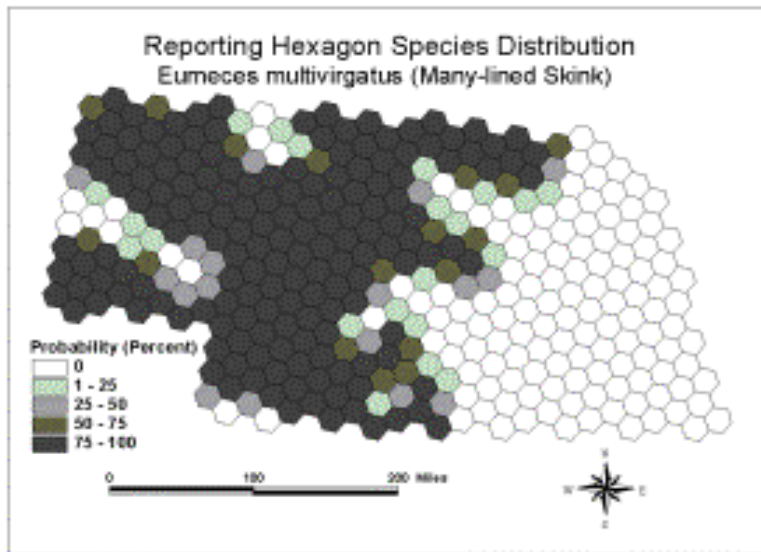 Reporting Hexagon Species Distribution
Eumeces multivirgatus (Many-lined Skink)
Probability (Percent)
0
1 - 25
25 - 50
50 - 75
75 - 100
0 100 200 Miles
N
W E
S